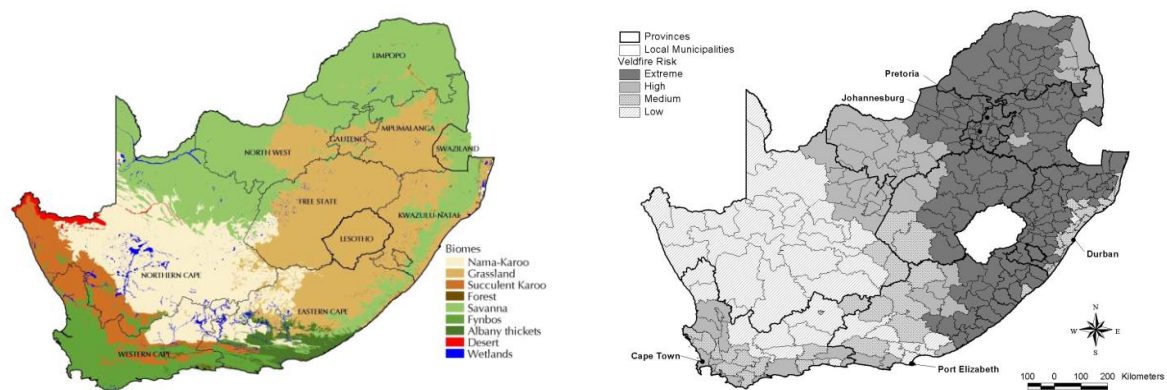 LIMPOPO
MPUMALANGA
GAUTENG
NORTH WEST
SWAZILAND
FREE STATE
KWAZULU-NATAL
LESOTHO
NORTHERN CAPE
EASTERN CAPE
WESTERN CAPE
Biomes
Nama-Karoo
Grassland
Succulent Karoo
Forest
Savanna
Fynbos
Albany thickets
Desert
Wetlands
Provinces
Local Municipalities
Veldfire Risk
Extreme
High
Medium
Low
Pretoria
Johannesburg
Durban
Cape Town
Port Elizabeth
N
W E
S
100 0 100 200 Kilometers